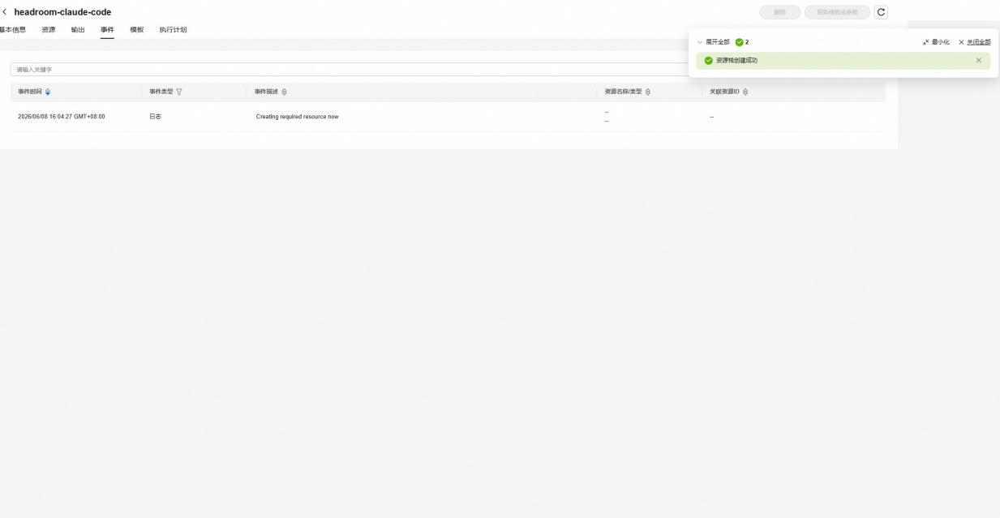 headroom-claude-code
删除 更新模板或参数
基本信息 资源 输出 事件 模板 执行计划
展开全部 2 最小化 关闭全部
资源栈创建成功
请输入关键字
事件时间 事件类型 事件描述 资源名称/类型 关联资源ID
2026/06/08 16:04:27 GMT+08:00 日志 Creating required resource now -- --
--